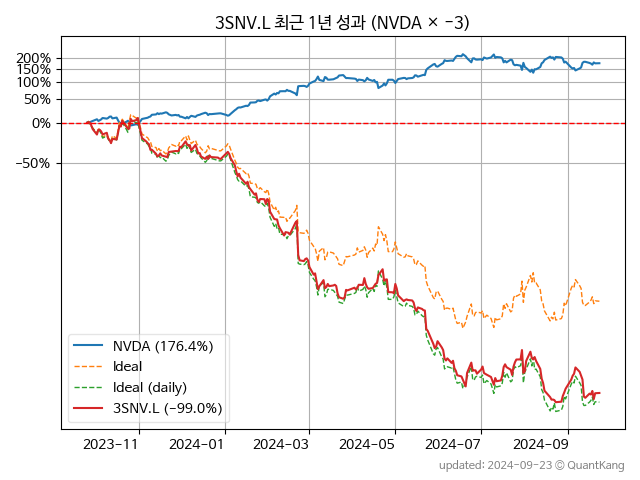 3SNV.L 최근 1년 성과 (NVDA × −3)
200%
150%
100%
50%
0%
−50%
NVDA (176.4%)
Ideal
Ideal (daily)
3SNV.L (−99.0%)
2023-11 2024-01 2024-03 2024-05 2024-07 2024-09
updated: 2024-09-23 © QuantKang